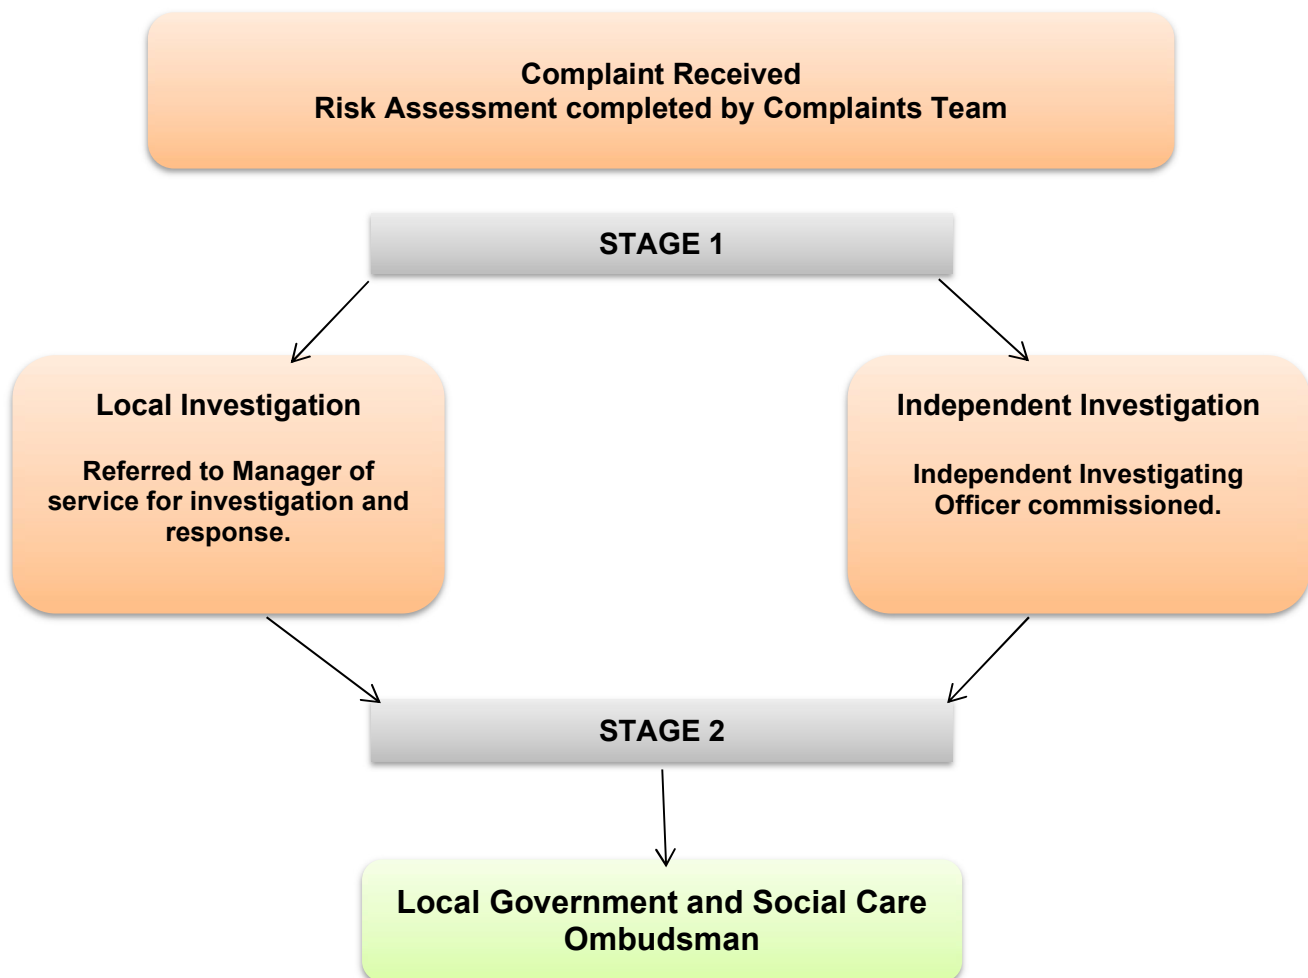 Complaint Received
Risk Assessment completed by Complaints Team
STAGE 1
Local Investigation
Referred to Manager of
service for investigation and
response.
Independent Investigation
Independent Investigating
Officer commissioned.
STAGE 2
Local Government and Social Care
Ombudsman